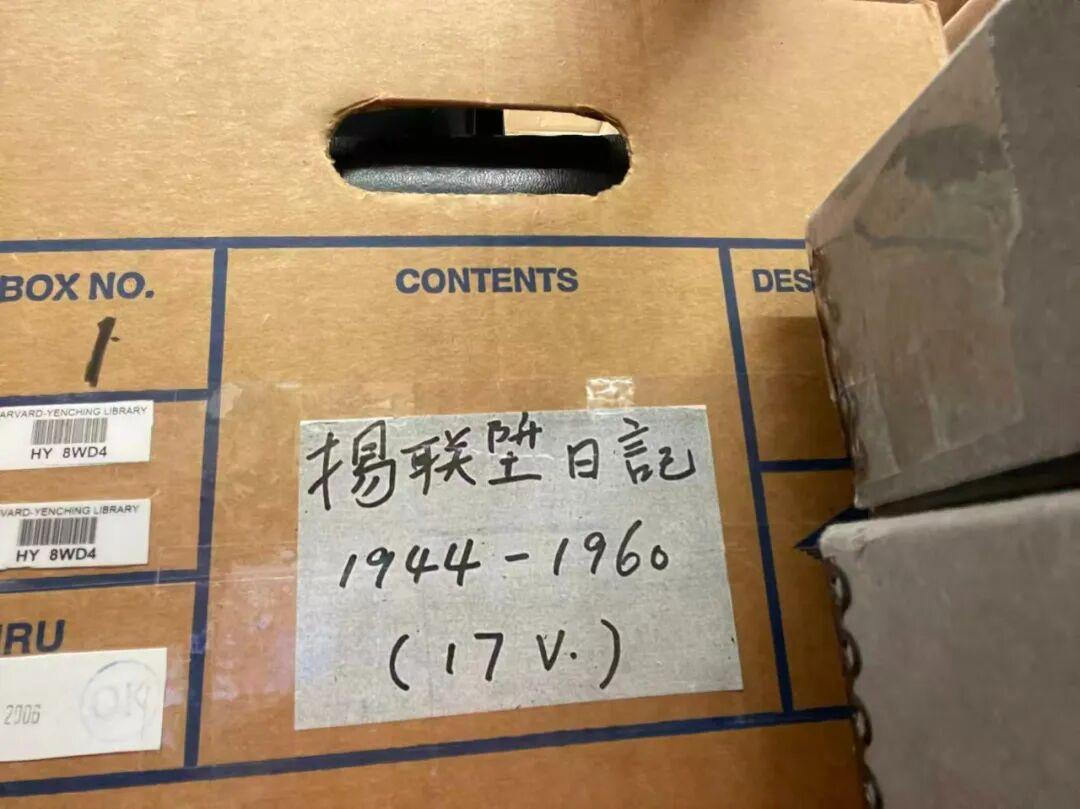 BOX NO.
1
CONTENTS
DES
ARVARD-YENCHING LIBRARY
HY 8WD4
VARD-YENCHING LIBRARY
HY 8WD4
楊联陞日記
1944-1960
(17 V.)
IRU
2006